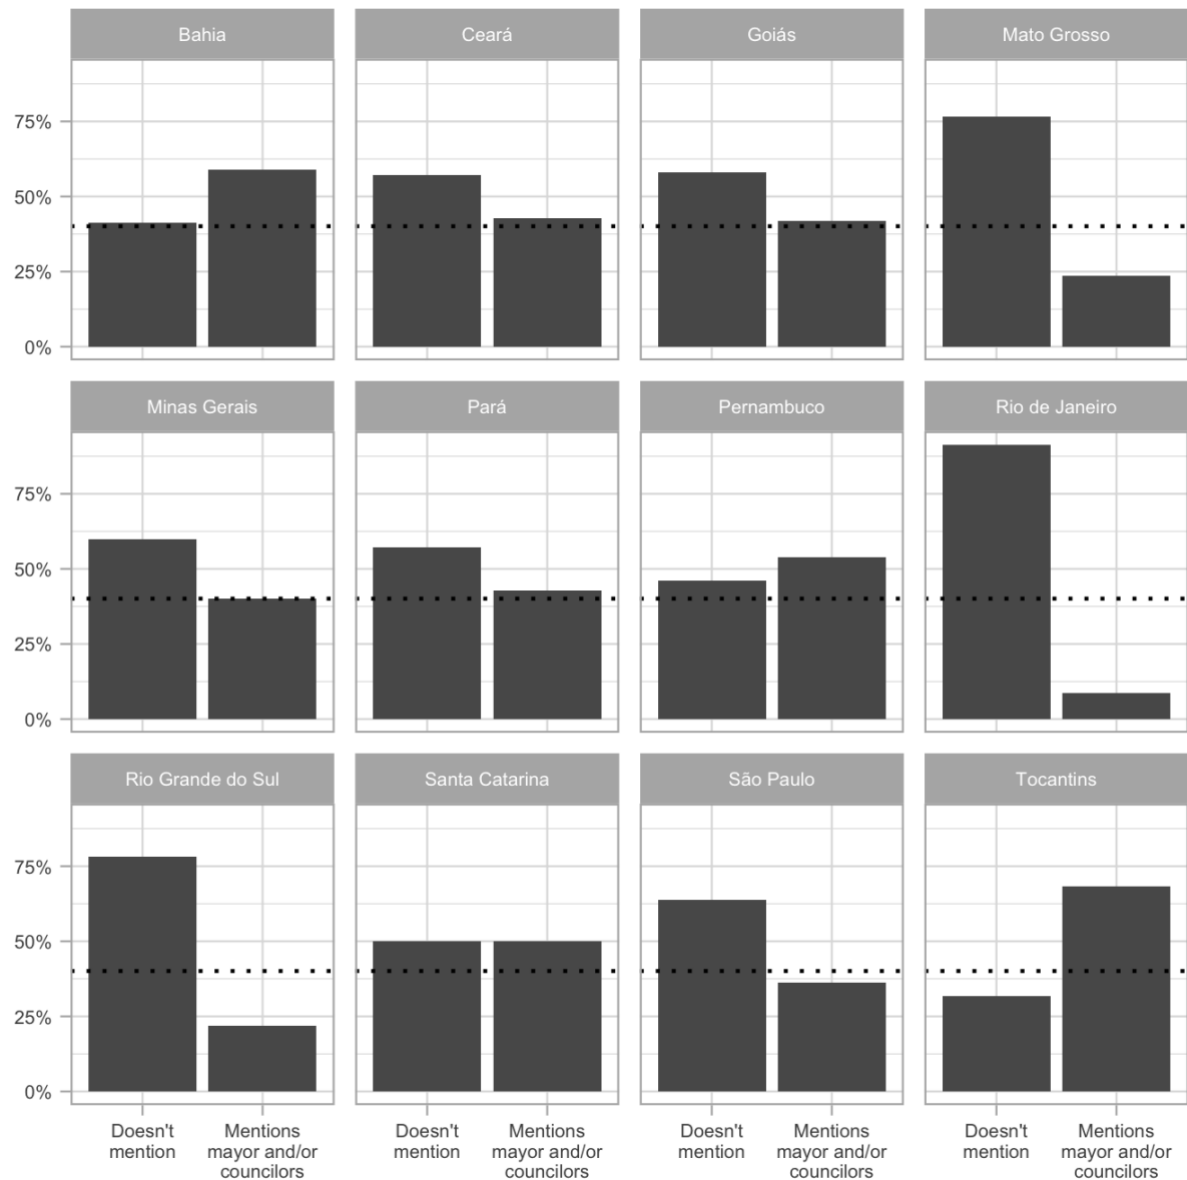 Bahia
Ceará
Goiás
Mato Grosso
75%
50%
25%
0%
Minas Gerais
Pará
Pernambuco
Rio de Janeiro
75%
50%
25%
0%
Rio Grande do Sul
Santa Catarina
São Paulo
Tocantins
75%
50%
25%
0%
Doesn't
mention
Mentions
mayor and/or
councilors
Doesn't
mention
Mentions
mayor and/or
councilors
Doesn't
mention
Mentions
mayor and/or
councilors
Doesn't
mention
Mentions
mayor and/or
councilors